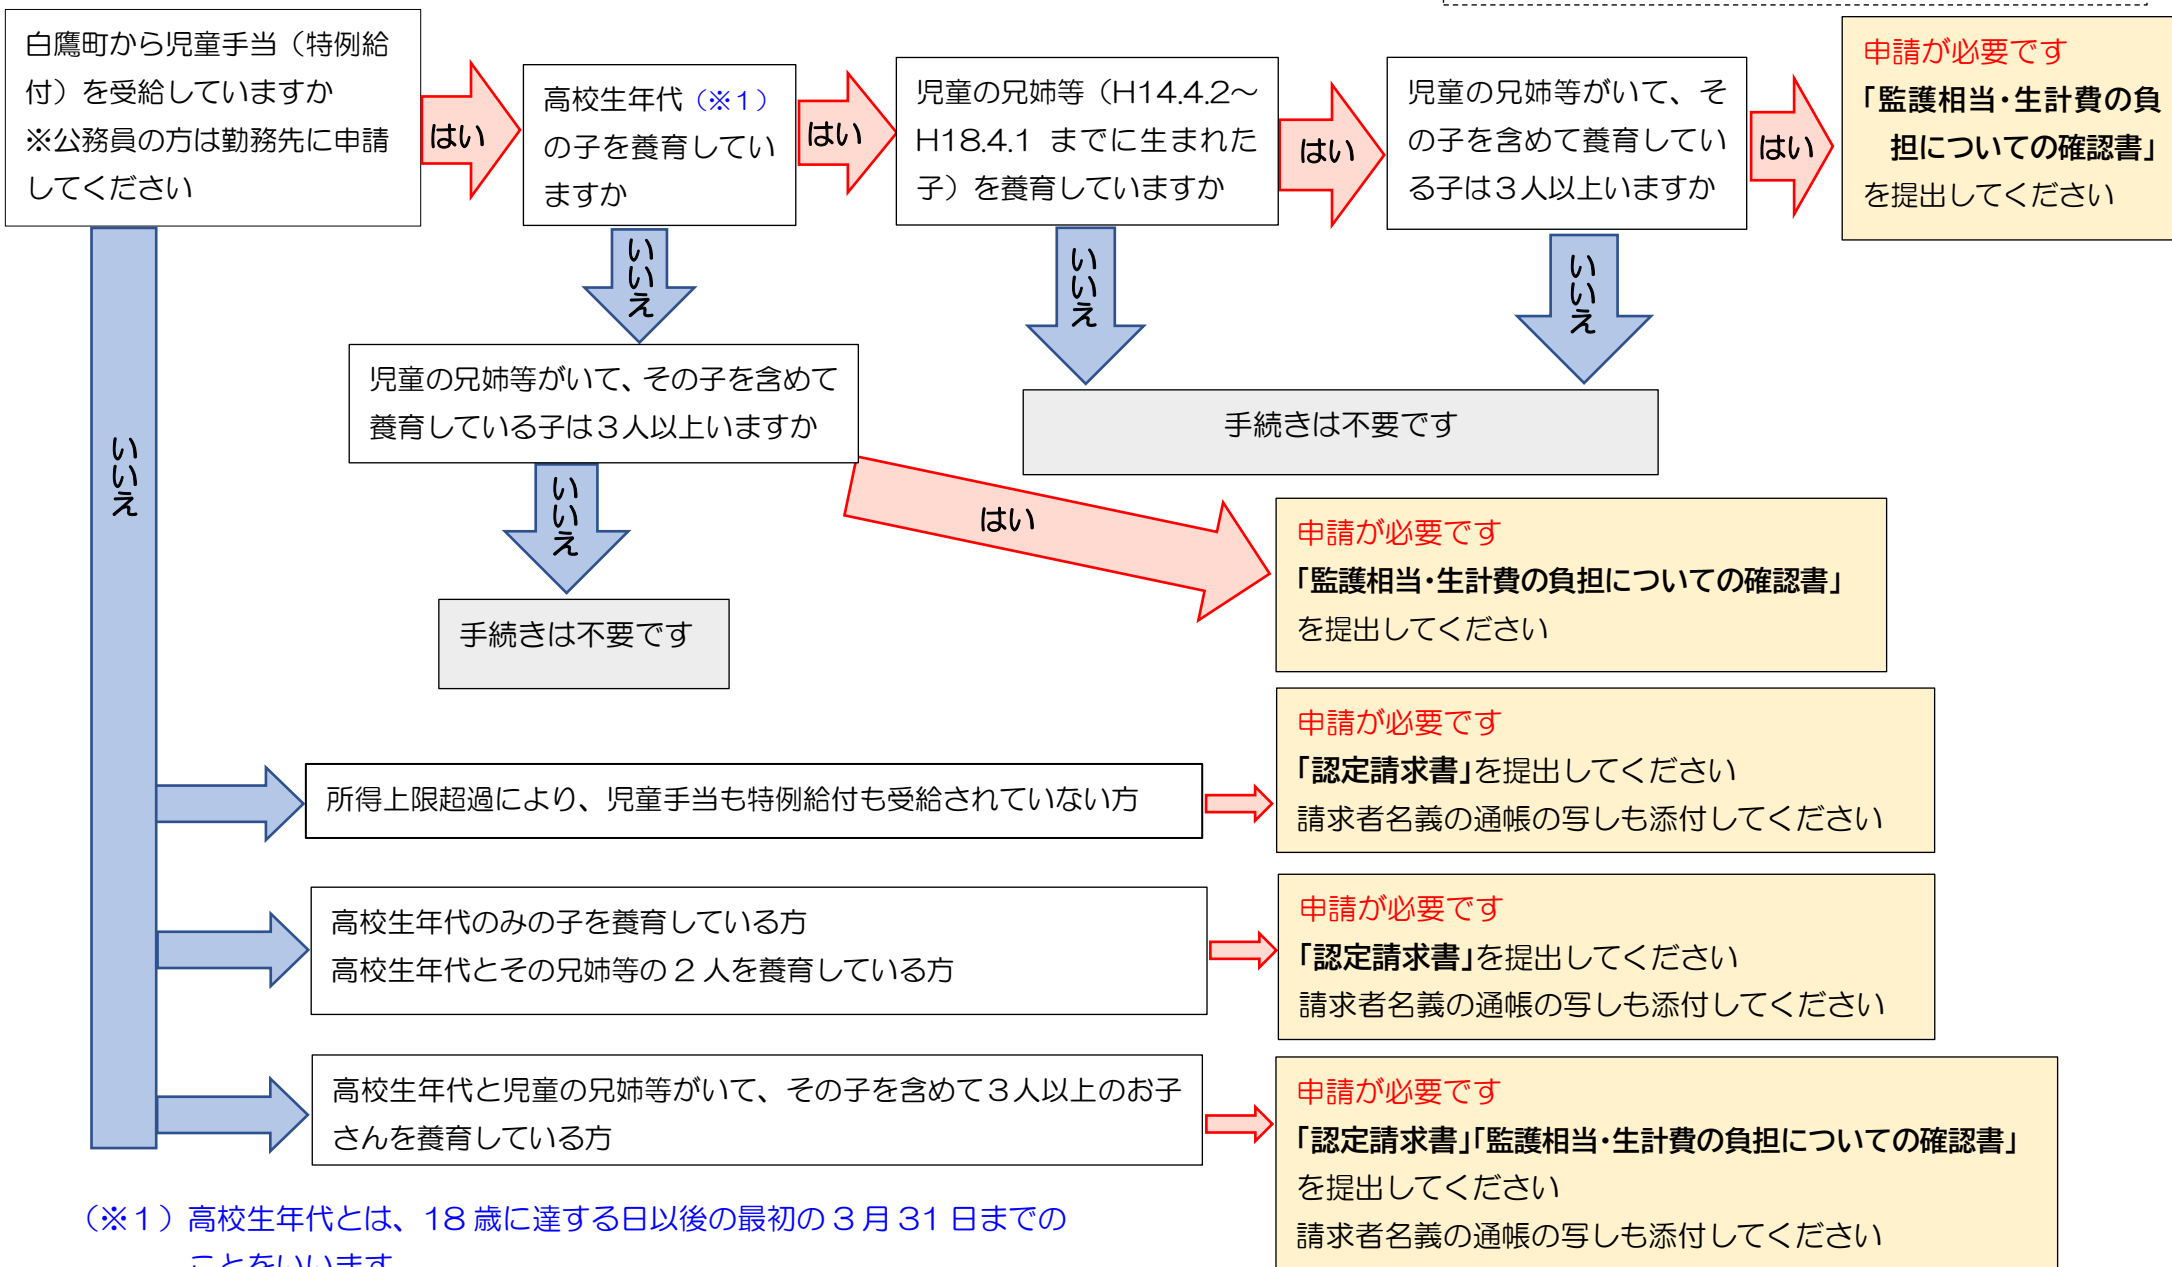 白鷹町から児童手当（特例給
付）を受給していますか
※公務員の方は勤務先に申請
してください
はい
高校生年代（※１）
の子を養育してい
ますか
はい
児童の兄姉等（H14.4.2～
H18.4.1 までに生まれた
子）を養育していますか
はい
児童の兄姉等がいて、そ
の子を含めて養育してい
る子は３人以上いますか
はい
申請が必要です
「監護相当・生計費の負
担についての確認書」
を提出してください
いいえ
いいえ
いいえ
児童の兄姉等がいて、その子を含めて
養育している子は３人以上いますか
手続きは不要です
いいえ
いいえ
はい
申請が必要です
「監護相当・生計費の負担についての確認書」
を提出してください
手続きは不要です
所得上限超過により、児童手当も特例給付も受給されていない方
申請が必要です
「認定請求書」を提出してください
請求者名義の通帳の写しも添付してください
高校生年代のみの子を養育している方
高校生年代とその兄姉等の２人を養育している方
申請が必要です
「認定請求書」を提出してください
請求者名義の通帳の写しも添付してください
高校生年代と児童の兄姉等がいて、その子を含めて３人以上のお子
さんを養育している方
申請が必要です
「認定請求書」「監護相当・生計費の負担についての確認書」
を提出してください
請求者名義の通帳の写しも添付してください
（※１）高校生年代とは、18 歳に達する日以後の最初の３月 31 日までの
ことをいいます